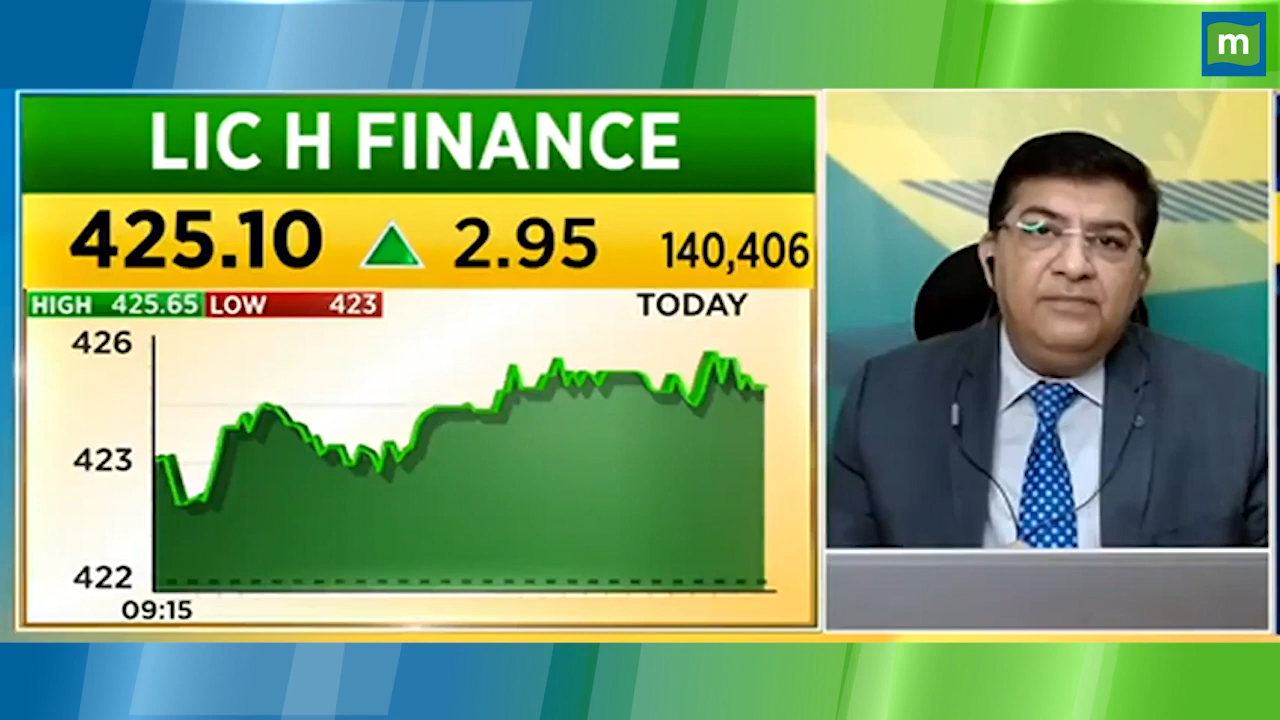 m
LIC H FINANCE
425.10 ▲ 2.95 140,406
HIGH 425.65 LOW 423 TODAY
426
423
422
09:15